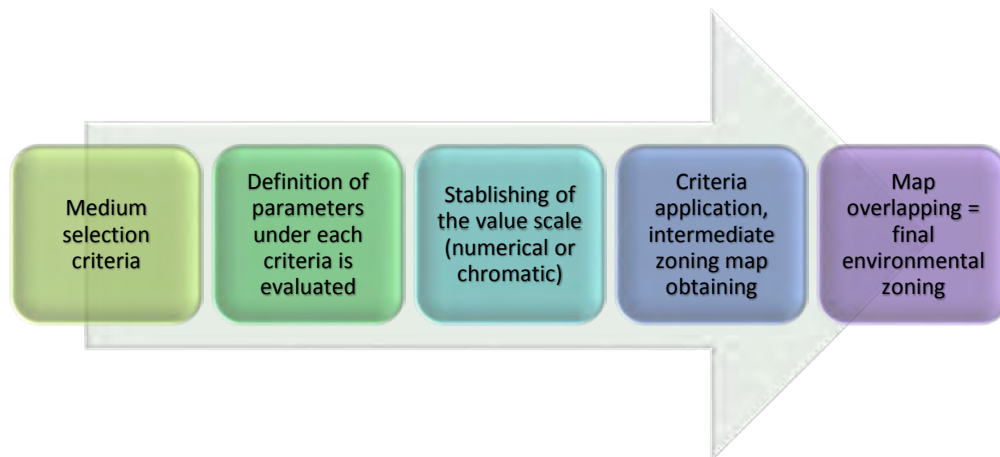 Medium
selection
criteria
Definition of
parameters
under each
criteria is
evaluated
Stablishing of
the value scale
(numerical or
chromatic)
Criteria
application,
intermediate
zoning map
obtaining
Map
overlapping =
final
environmental
zoning